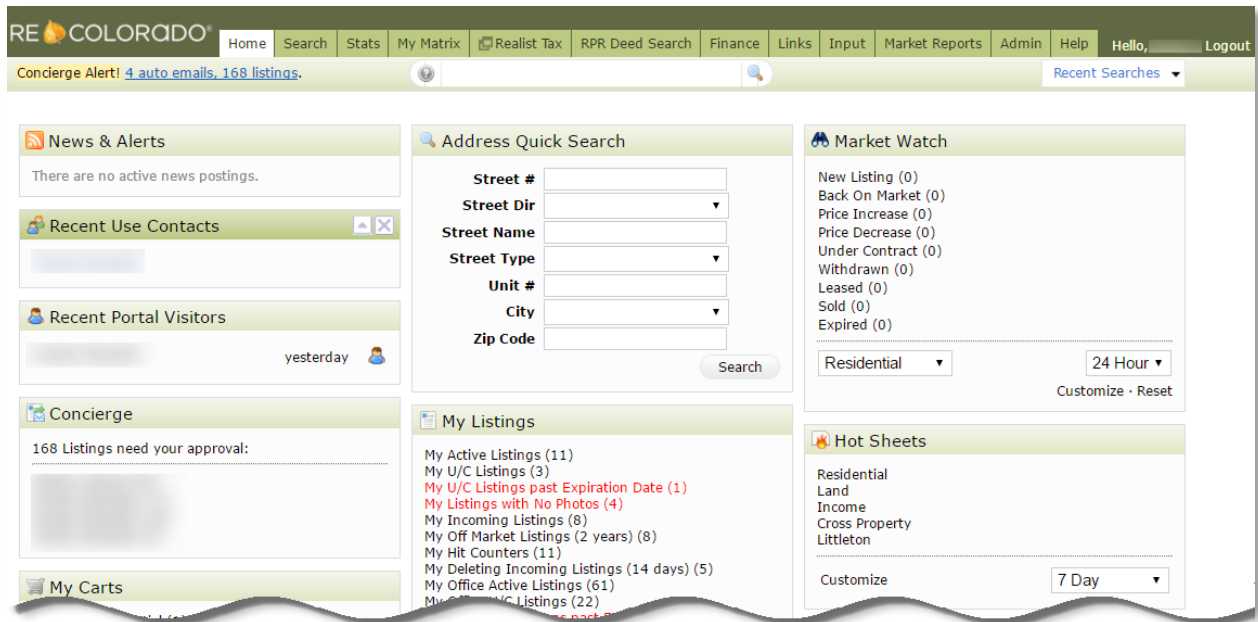 RECOLORADO®
Home Search Stats My Matrix Realist Tax RPR Deed Search Finance Links Input Market Reports Admin Help Hello, Logout
Concierge Alert! 4 auto emails, 168 listings.
Recent Searches
News & Alerts
There are no active news postings.
Recent Use Contacts
Recent Portal Visitors
yesterday
Concierge
168 Listings need your approval:
My Carts
Address Quick Search
Street #
Street Dir
Street Name
Street Type
Unit #
City
Zip Code
Search
My Listings
My Active Listings (11)
My U/C Listings (3)
My U/C Listings past Expiration Date (1)
My Listings with No Photos (4)
My Incoming Listings (8)
My Off Market Listings (2 years) (8)
My Hit Counters (11)
My Deleting Incoming Listings (14 days) (5)
My Office Active Listings (61)
My U/C Listings (22)
past
Market Watch
New Listing (0)
Back On Market (0)
Price Increase (0)
Price Decrease (0)
Under Contract (0)
Withdrawn (0)
Leased (0)
Sold (0)
Expired (0)
Residential 24 Hour
Customize · Reset
Hot Sheets
Residential
Land
Income
Cross Property
Littleton
Customize 7 Day